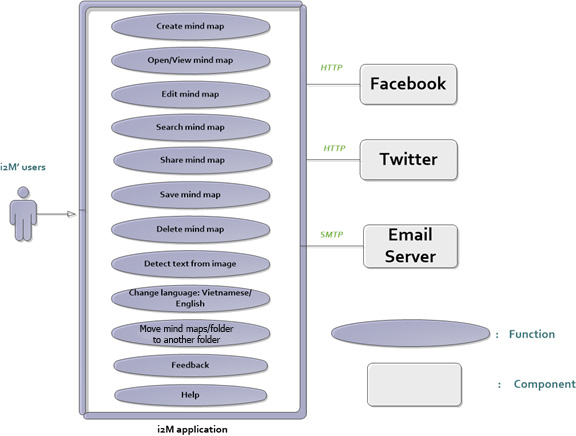 Create mind map
Open/View mind map
Edit mind map
Search mind map
Share mind map
Save mind map
Delete mind map
Detect text from image
Change language: Vietnamese/
English
Move mind maps/folder
to another folder
Feedback
Help
i2M' users
i2M application
HTTP
Facebook
HTTP
Twitter
SMTP
Email
Server
: Function
: Component